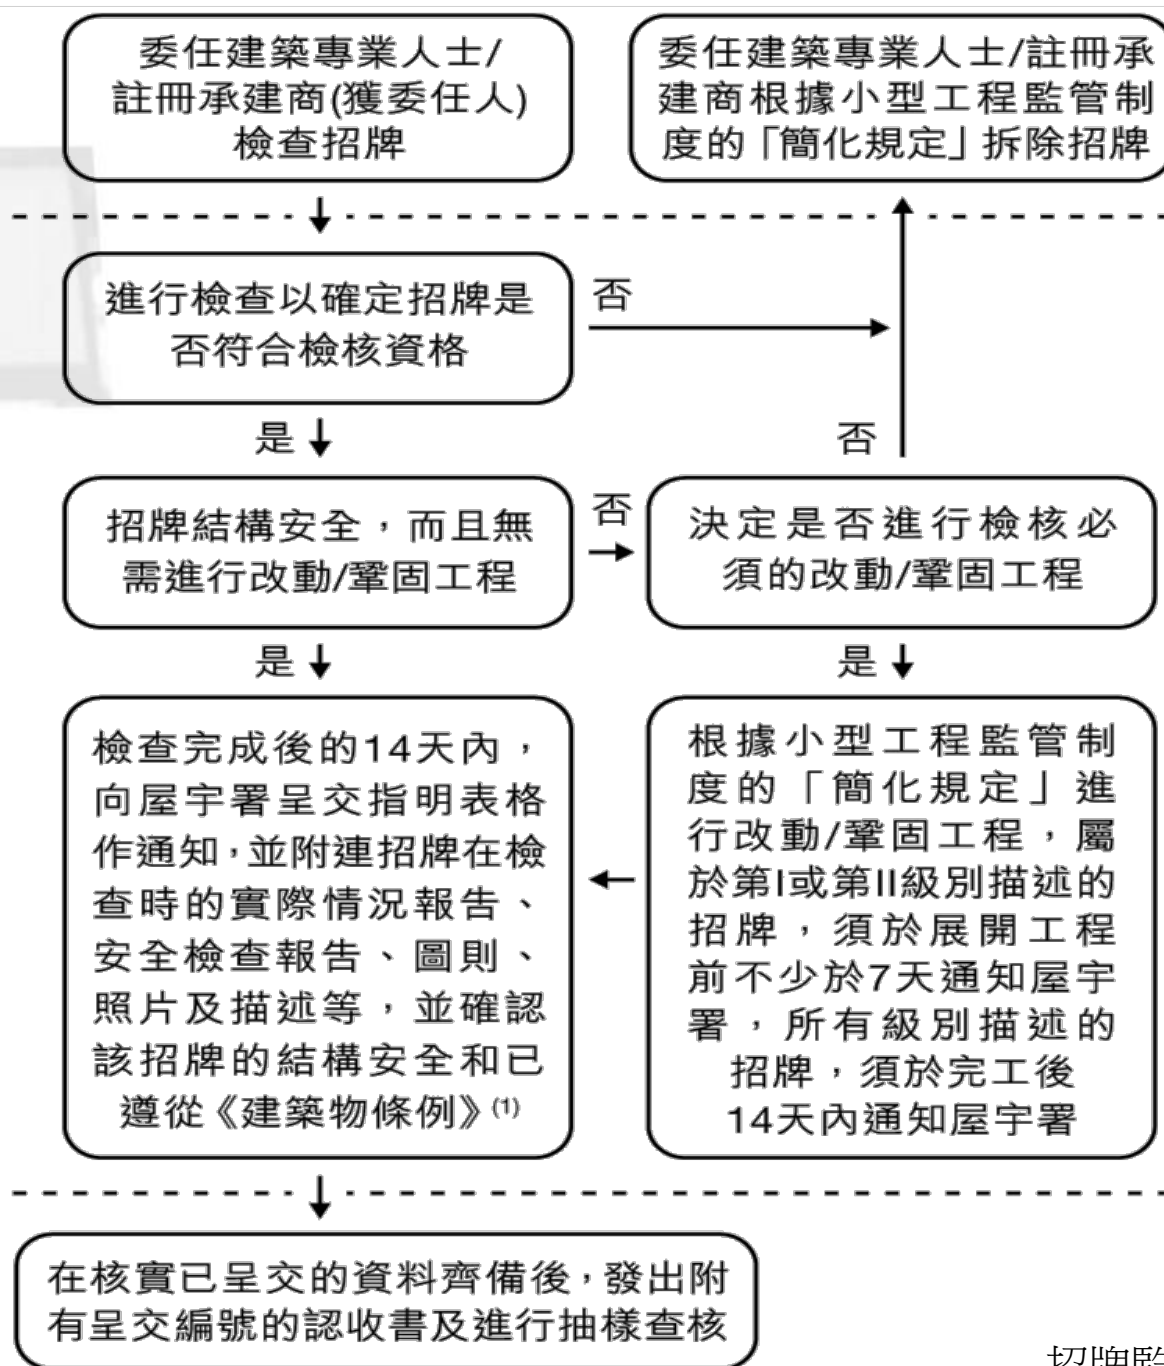 委任建築專業人士/
註冊承建商(獲委任人)
檢查招牌
委任建築專業人士/註冊承
建商根據小型工程監管制
度的「簡化規定」拆除招牌
進行檢查以確定招牌是
否符合檢核資格
否
是
否
招牌結構安全，而且無
需進行改動/鞏固工程
否
決定是否進行檢核必
須的改動/鞏固工程
是
是
檢查完成後的14天內，
向屋宇署呈交指明表格
作通知，並附連招牌在檢
查時的實際情況報告、
安全檢查報告、圖則、
照片及描述等，並確認
該招牌的結構安全和已
遵從《建築物條例》(1)
根據小型工程監管制
度的「簡化規定」進
行改動/鞏固工程，屬
於第I或第II級別描述的
招牌，須於展開工程
前不少於7天通知屋宇
署，所有級別描述的
招牌，須於完工後
14天內通知屋宇署
在核實已呈交的資料齊備後，發出附
有呈交編號的認收書及進行抽樣查核
招牌監